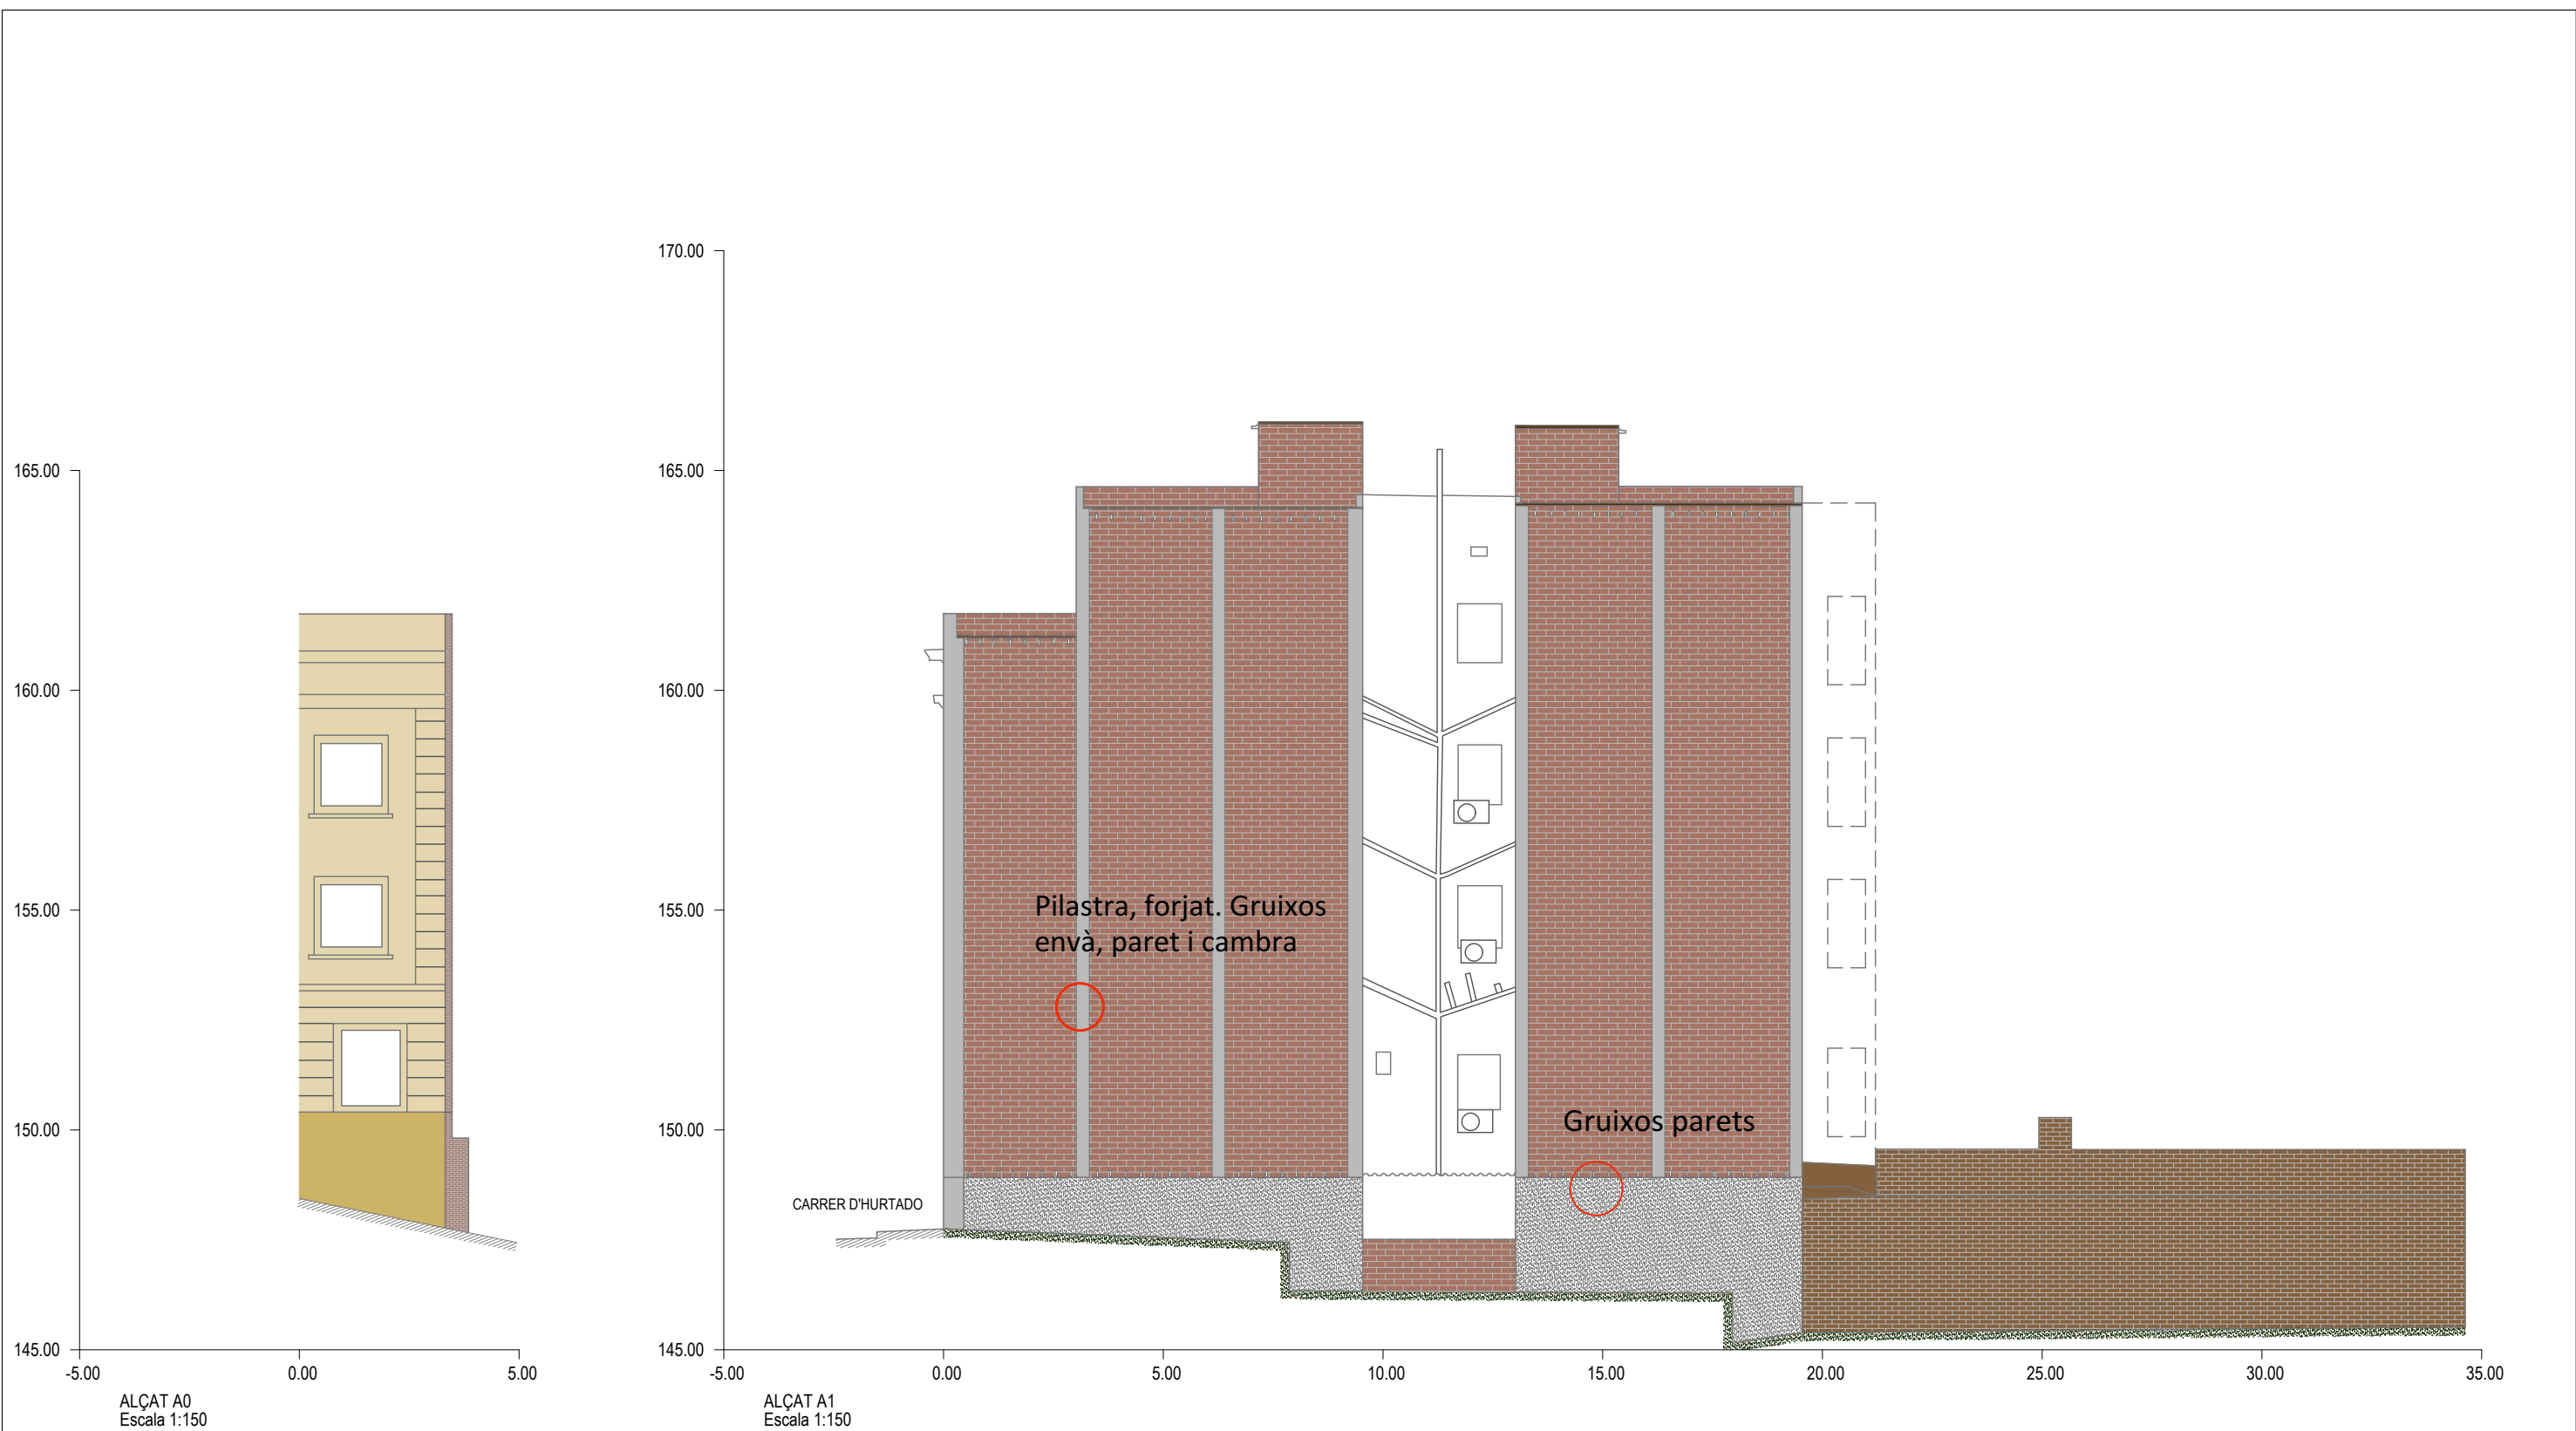 170.00
165.00
165.00
160.00
160.00
Pilastra, forjat. Gruixos
envà, paret i cambra
155.00
155.00
Gruixos parets
150.00
150.00
CARRER D'HURTADO
145.00
145.00
-5.00 0.00 5.00
-5.00 0.00 5.00 10.00 15.00 20.00 25.00 30.00 35.00
ALÇAT A0
Escala 1:150
ALÇAT A1
Escala 1:150